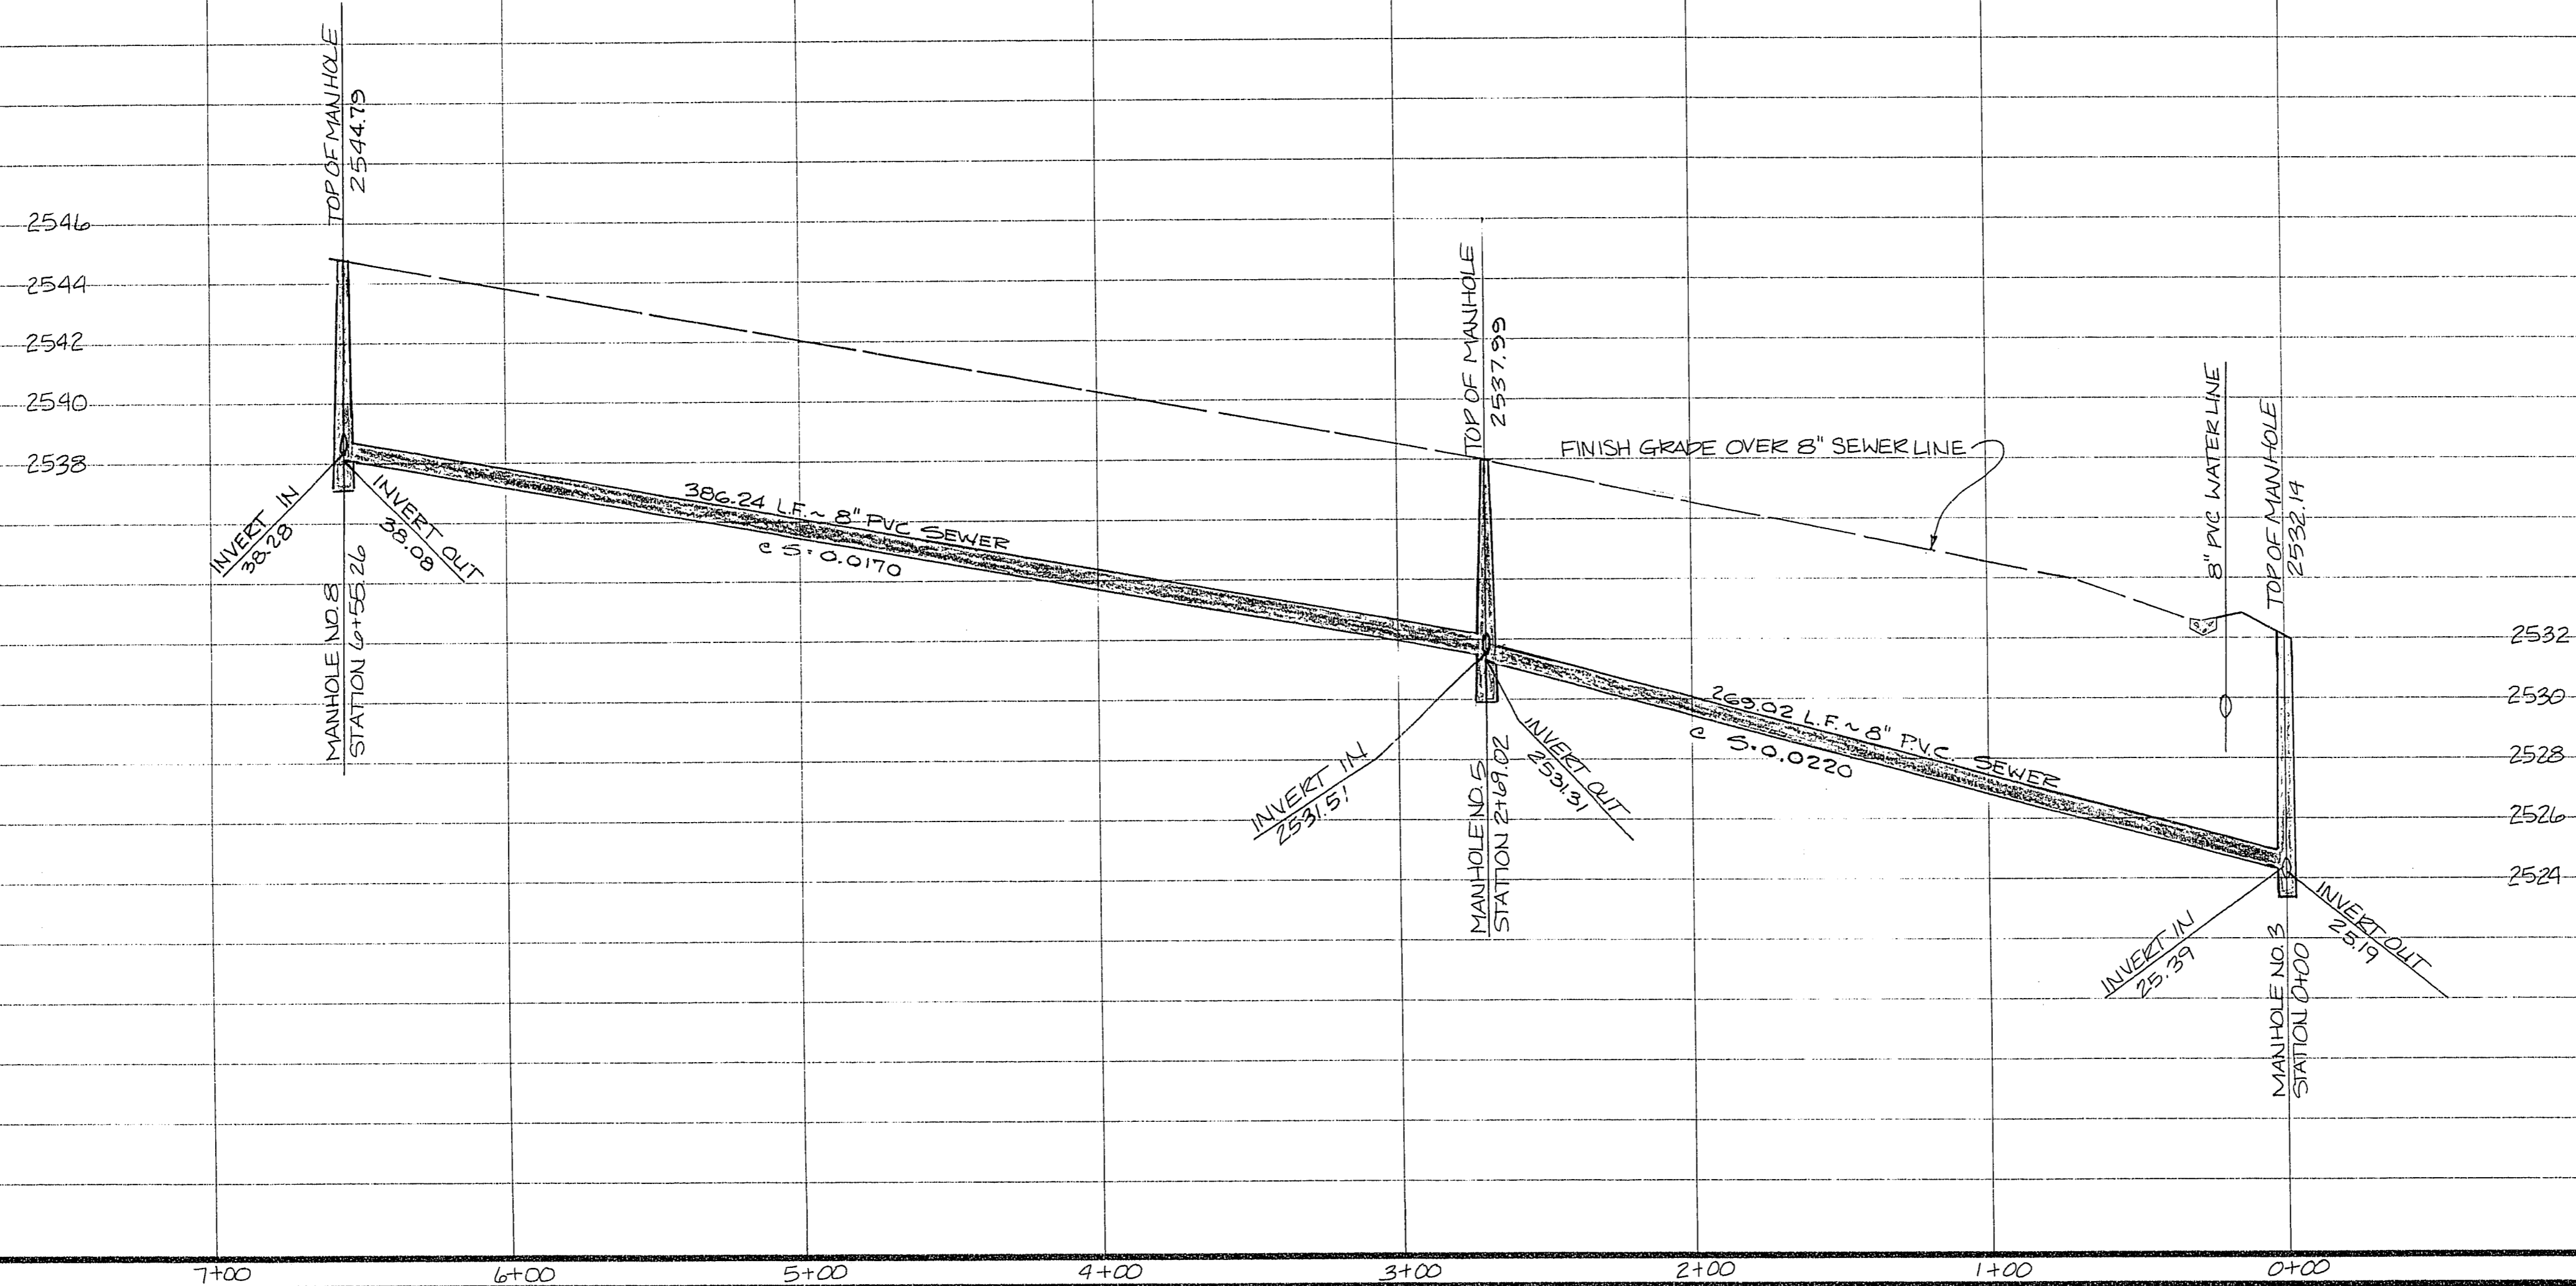 TOP OF MANHOLE
2544.79
2546
2544
2542
2540
2538
INVERT IN
38.28
INVERT OUT
38.08
MANHOLE NO. 8
STATION 6+55.26
386.24 L.F. ~ 8" PVC SEWER
@ S=0.0170
TOP OF MANHOLE
2537.99
INVERT IN
2531.51
INVERT OUT
2531.31
MANHOLE NO. 5
STATION 2+69.02
FINISH GRADE OVER 8" SEWER LINE
269.02 L.F. ~ 8" P.V.C. SEWER
@ S=0.0220
8" PVC WATER LINE
TOP OF MANHOLE
2532.14
2532
2530
2528
2526
2524
INVERT IN
25.39
INVERT OUT
25.19
MANHOLE NO. 3
STATION 0+00
7+00 6+00 5+00 4+00 3+00 2+00 1+00 0+00